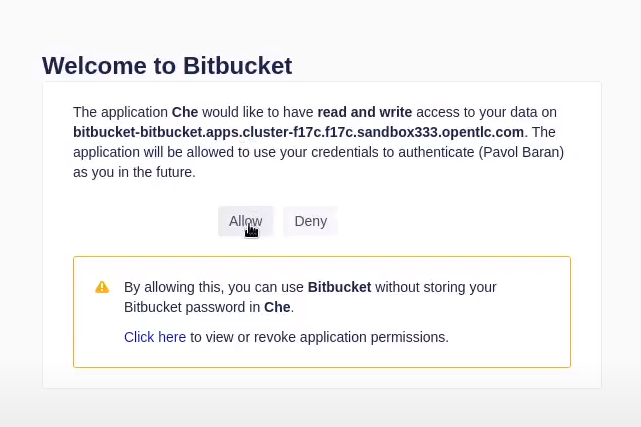 Welcome to Bitbucket
The application Che would like to have read and write access to your data on
bitbucket-bitbucket.apps.cluster-f17c.f17c.sandbox333.opentlc.com. The
application will be allowed to use your credentials to authenticate (Pavol Baran)
as you in the future.
Allow Deny
By allowing this, you can use Bitbucket without storing your
Bitbucket password in Che.
Click here to view or revoke application permissions.